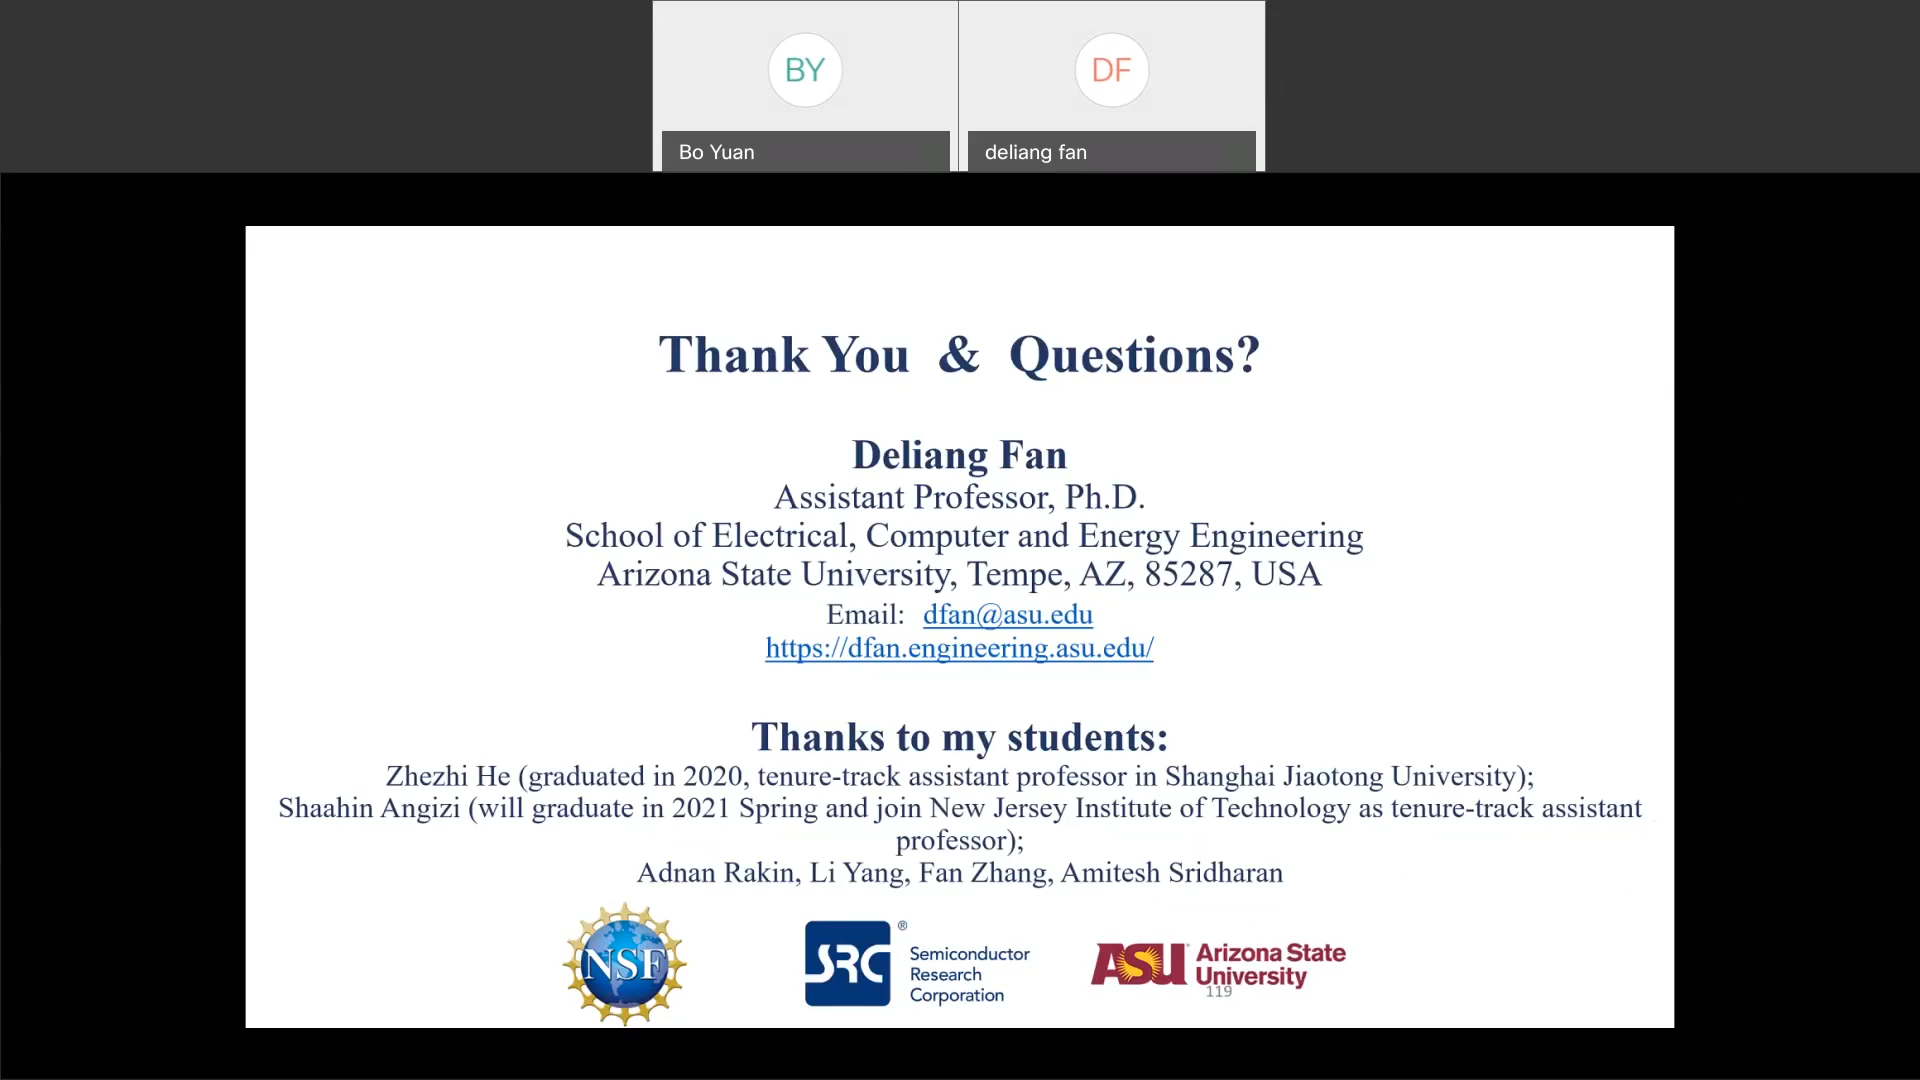 BY
DF
Bo Yuan
deliang fan
Thank You & Questions?
Deliang Fan
Assistant Professor, Ph.D.
School of Electrical, Computer and Energy Engineering
Arizona State University, Tempe, AZ, 85287, USA
Email: dfan@asu.edu
https://dfan.engineering.asu.edu/
Thanks to my students:
Zhezhi He (graduated in 2020, tenure-track assistant professor in Shanghai Jiaotong University);
Shaahin Angizi (will graduate in 2021 Spring and join New Jersey Institute of Technology as tenure-track assistant
professor);
Adnan Rakin, Li Yang, Fan Zhang, Amitesh Sridharan
NSF
SRC ®
Semiconductor
Research
Corporation
ASU
Arizona State
University
119